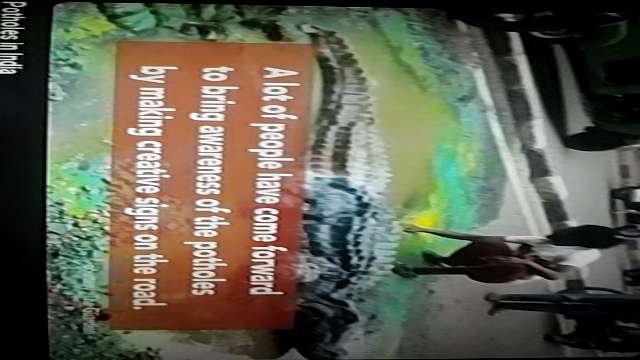 A lot of people have come forward
to bring awareness of the potholes
by making creative signs on the road.
Potholes in India